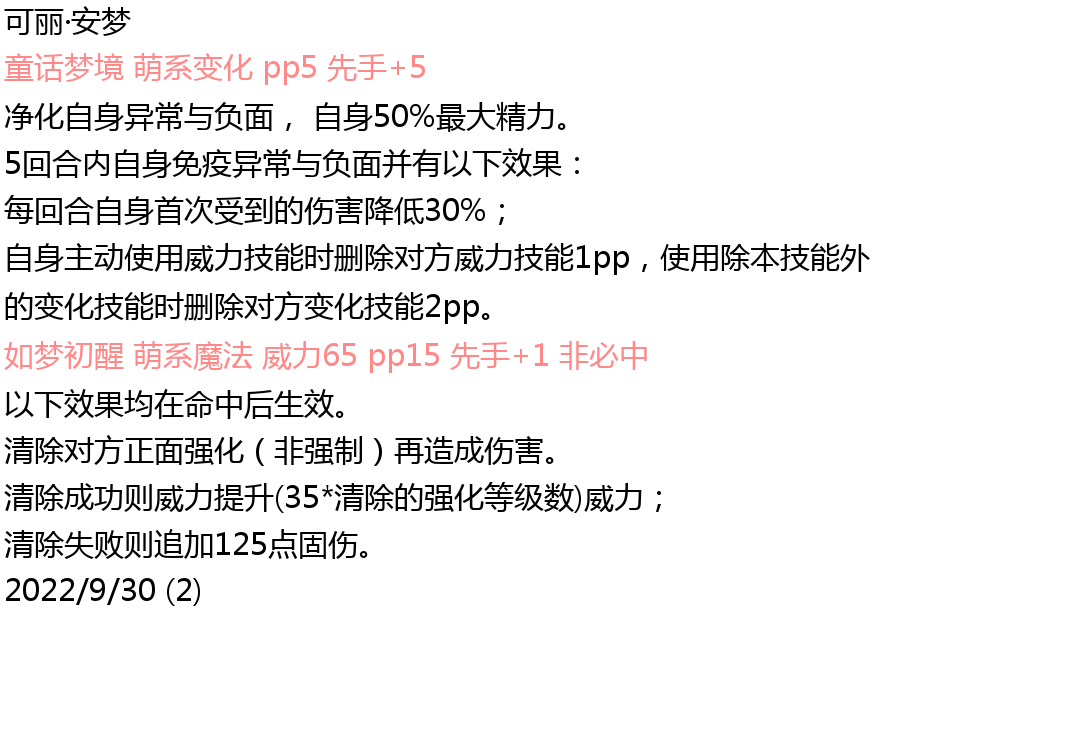 可丽·安梦
童话梦境 萌系变化 pp5 先手+5
净化自身异常与负面， 自身50%最大精力。
5回合内自身免疫异常与负面并有以下效果：
每回合自身首次受到的伤害降低30%；
自身主动使用威力技能时删除对方威力技能1pp，使用除本技能外
的变化技能时删除对方变化技能2pp。
如梦初醒 萌系魔法 威力65 pp15 先手+1 非必中
以下效果均在命中后生效。
清除对方正面强化（非强制）再造成伤害。
清除成功则威力提升(35*清除的强化等级数)威力；
清除失败则追加125点固伤。
2022/9/30 (2)